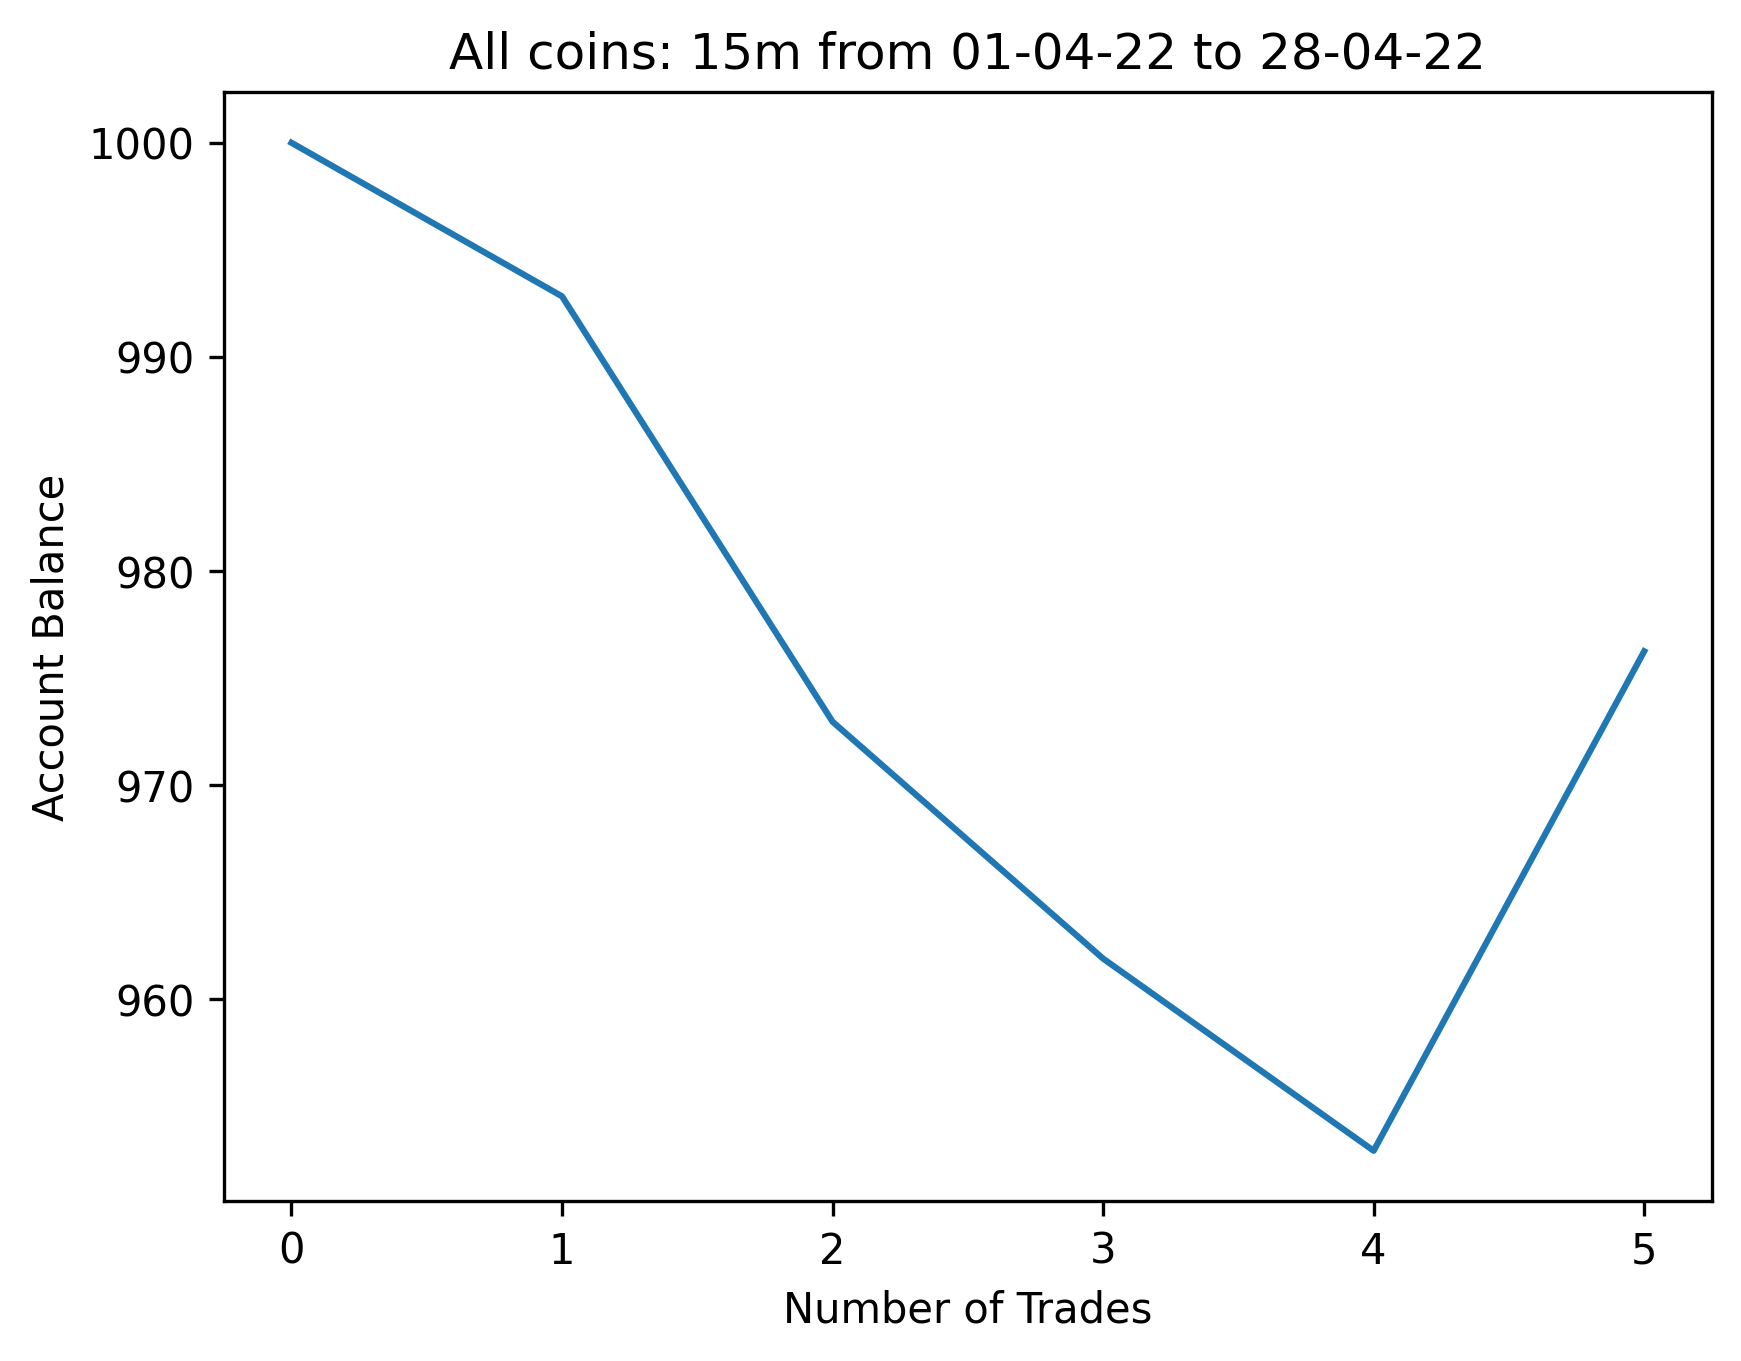 All coins: 15m from 01-04-22 to 28-04-22
1000
990
980
970
960
Account Balance
0 1 2 3 4 5
Number of Trades